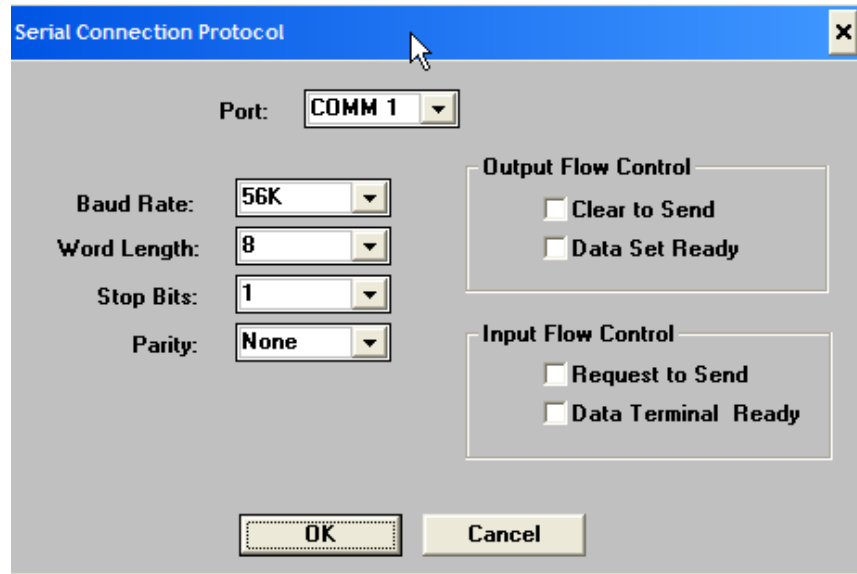 Serial Connection Protocol
Port: COMM 1
Baud Rate: 56K
Word Length: 8
Stop Bits: 1
Parity: None
Output Flow Control
Clear to Send
Data Set Ready
Input Flow Control
Request to Send
Data Terminal Ready
OK
Cancel